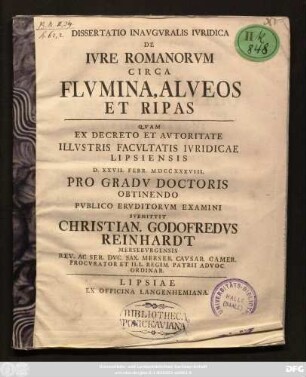 DISSERTATIO INAVGVRALIS IVRIDICA
DE
IVRE ROMANORVM
CIRCA
FLVMINA, ALVEOS
ET RIPAS
QVAM
EX DECRETO ET AVTORITATE
ILLVSTRIS FACVLTATIS IVRIDICAE
LIPSIENSIS
D. XXVII. FEBR. MDCCXXXVIII.
PRO GRADV DOCTORIS
OBTINENDO
PVBLICO ERVDITORVM EXAMINI
SVBMITTIT
CHRISTIAN. GODOFREDVS
REINHARDT
MERSEBVRGENSIS
REV. AC SER. DVC. SAX. MERSEB. CAVSAR. CAMER.
PROCVRATOR ET ILL. REGIM. PATRII ADVOC.
ORDINAR.
LIPSIAE
EX OFFICINA LANGENHEMIANA.
BIBLIOTHECA
PONICKAVIANA
II k
848
HALLE